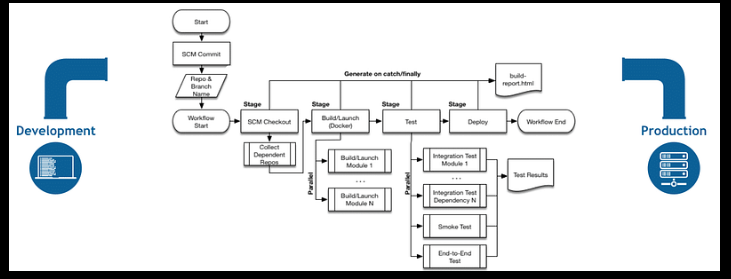 Start
SCM Commit
Repo &
Branch
Name
Generate on catch/finally
build-
report.html
Stage
Stage
Stage
Stage
Workflow
Start
SCM Checkout
Build/Launch
(Docker)
Test
Deploy
Workflow End
Development
Production
Collect
Dependent
Repos
Parallel
Build/Launch
Module 1
...
Build/Launch
Module N
Parallel
Integration Test
Module 1
...
Integration Test
Dependency N
Smoke Test
End-to-End
Test
Test Results